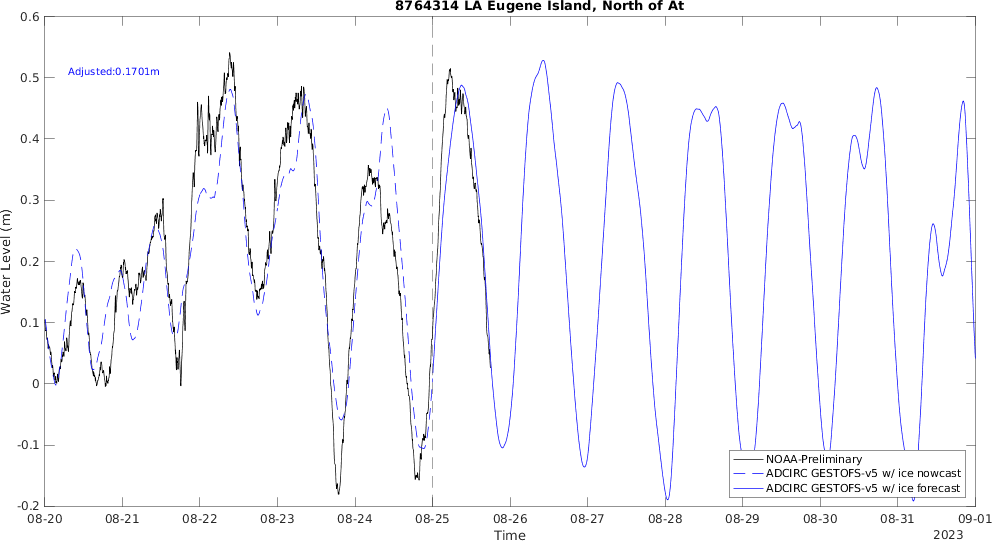 8764314 LA Eugene Island, North of At
Adjusted:0.1701m
0.6
0.5
0.4
0.3
0.2
0.1
0
-0.1
-0.2
Water Level (m)
NOAA-Preliminary
ADCIRC GESTOFS-v5 w/ ice nowcast
ADCIRC GESTOFS-v5 w/ ice forecast
08-20 08-21 08-22 08-23 08-24 08-25 08-26 08-27 08-28 08-29 08-30 08-31 09-01
Time
2023